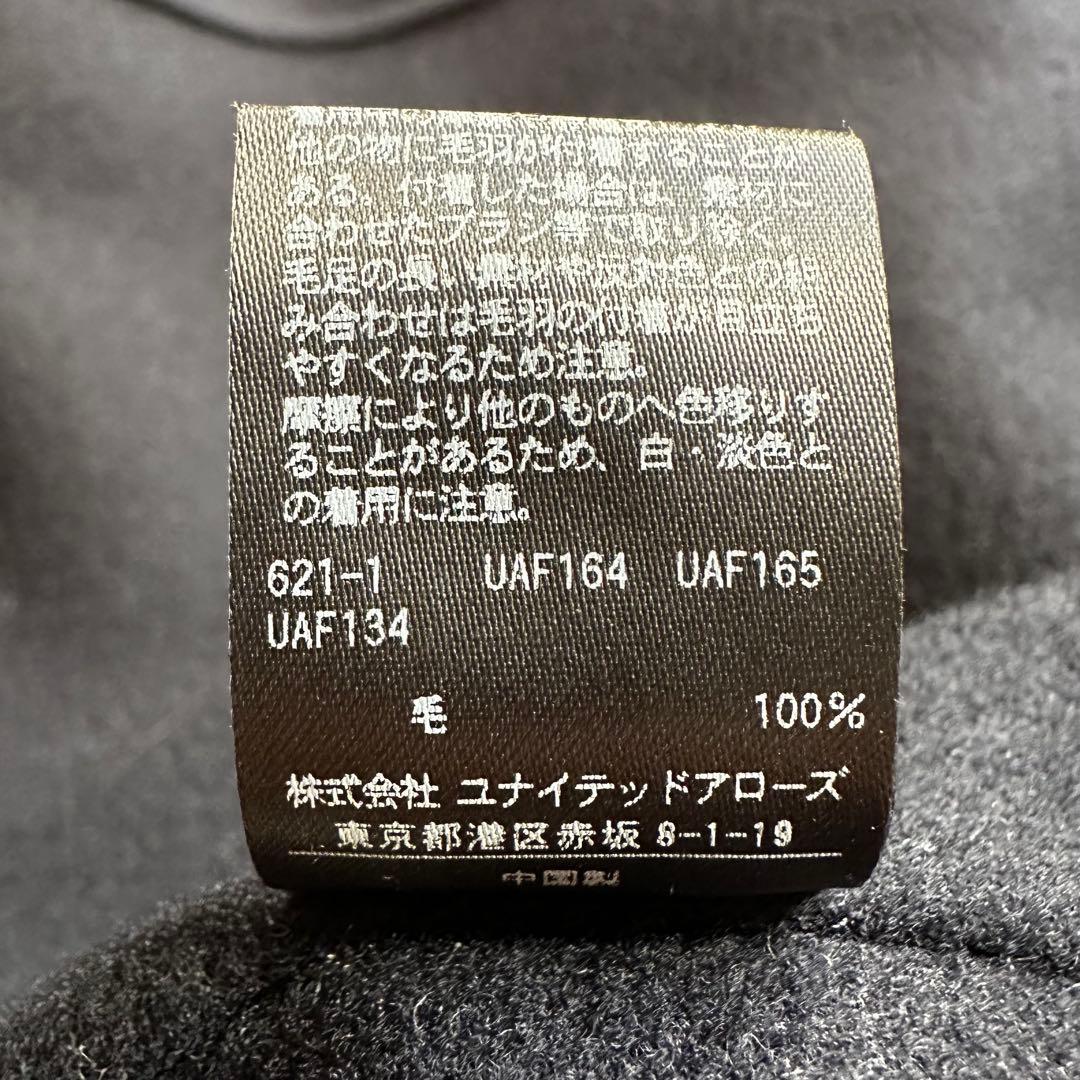 他の物に毛羽が付着することが
ある。付着した場合は、素材に
合わせたブラシ等で取り除く。
毛足の長い素材や反対色との組
み合わせは毛羽の付着が目立ち
やすくなるため注意。
摩擦により他のものへ色移りす
ることがあるため、白・淡色と
の着用に注意。
621-1 UAF164 UAF165
UAF134
毛 100%
株式会社 ユナイテッドアローズ
東京都港区赤坂 8-1-19
中国製